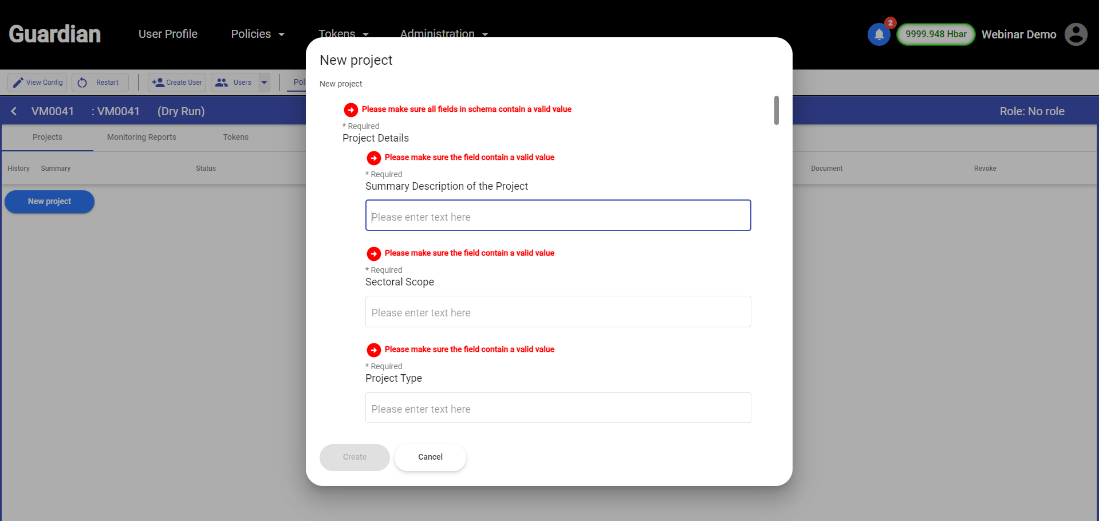 Guardian
User Profile
Policies
Tokens
Administration
2
9999.948 Hbar
Webinar Demo
View Config
Restart
Create User
Users
Pol
VM0041 : VM0041 (Dry Run)
Role: No role
Projects
Monitoring Reports
Tokens
History
Summary
Status
Document
Revoke
New project
New project
New project
Please make sure all fields in schema contain a valid value
* Required
Project Details
Please make sure the field contain a valid value
* Required
Summary Description of the Project
Please enter text here
Please make sure the field contain a valid value
* Required
Sectoral Scope
Please enter text here
Please make sure the field contain a valid value
* Required
Project Type
Please enter text here
Create
Cancel